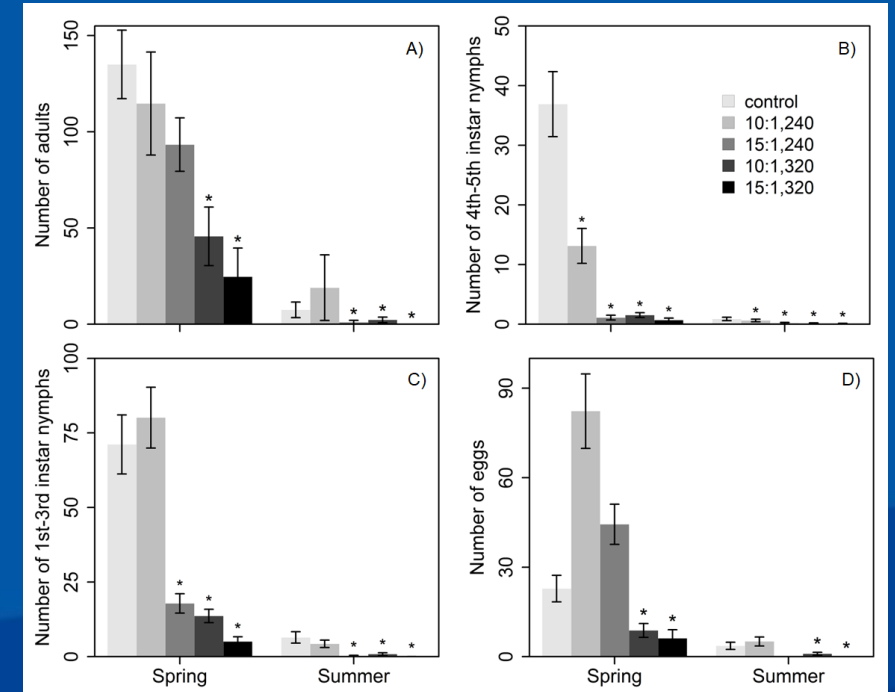 A)
Number of adults
150
100
50
0
* * * * *
B)
Number of 4th-5th instar nymphs
50
40
30
20
10
0
control
10:1,240
15:1,240
10:1,320
15:1,320
* * * * * * * *
C)
Number of 1st-3rd instar nymphs
100
75
50
25
0
* * * * * *
Spring Summer
D)
Number of eggs
90
60
30
0
* * * *
Spring Summer